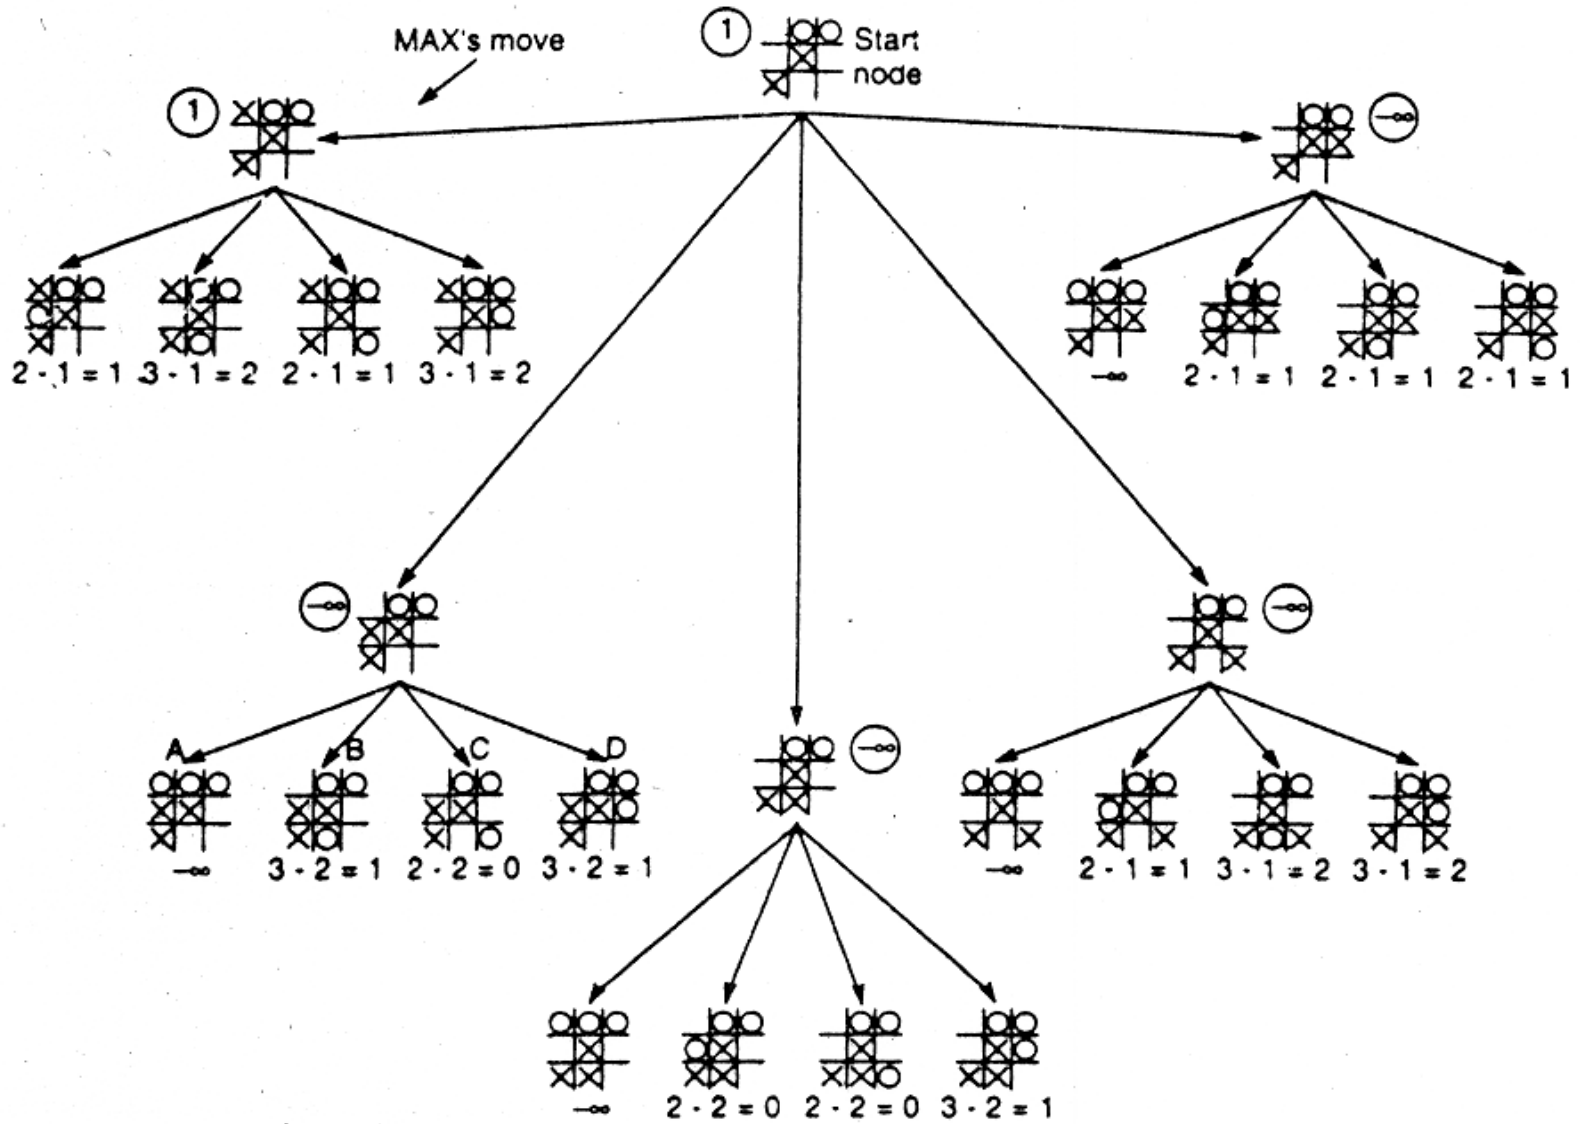 MAX's move
1
Start
node
1
-∞
2 - 1 = 1
3 - 1 = 2
2 - 1 = 1
3 - 1 = 2
-∞
2 - 1 = 1
2 - 1 = 1
2 - 1 = 1
-∞
-∞
A
B
C
D
-∞
-∞
3 - 2 = 1
2 - 2 = 0
3 - 2 = 1
-∞
2 - 1 = 1
3 - 1 = 2
3 - 1 = 2
-∞
2 - 2 = 0
2 - 2 = 0
3 - 2 = 1